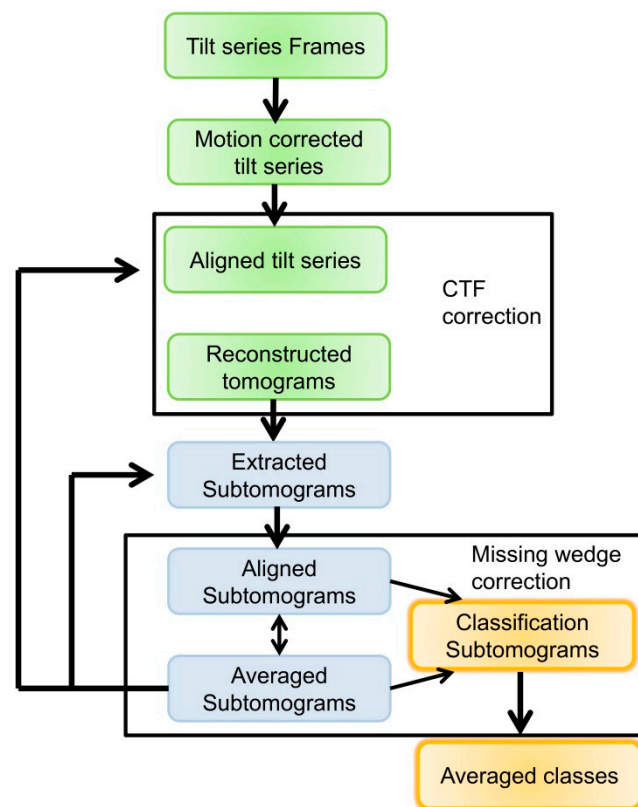 Tilt series Frames
Motion corrected
tilt series
Aligned tilt series
CTF
correction
Reconstructed
tomograms
Extracted
Subtomograms
Missing wedge
correction
Aligned
Subtomograms
Classification
Subtomograms
Averaged
Subtomograms
Averaged classes